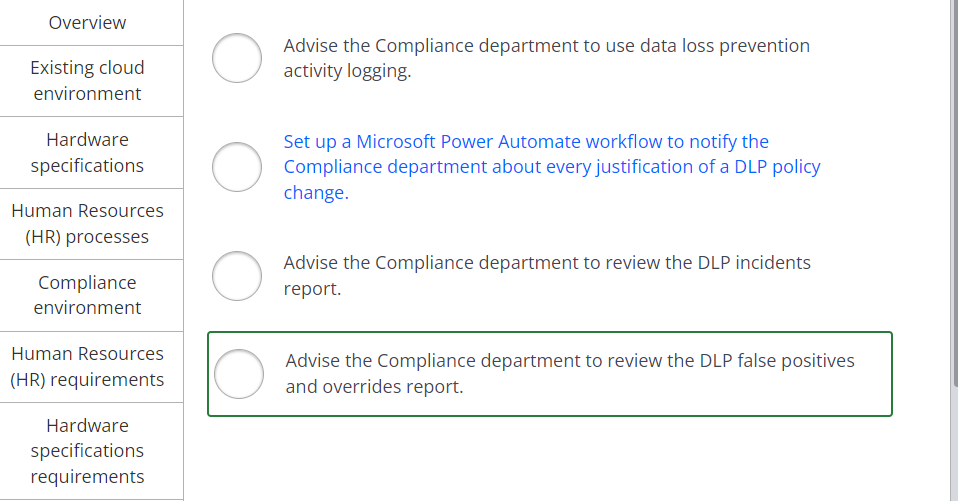 Overview
Existing cloud
environment
Hardware
specifications
Human Resources
(HR) processes
Compliance
environment
Human Resources
(HR) requirements
Hardware
specifications
requirements
Advise the Compliance department to use data loss prevention
activity logging.
Set up a Microsoft Power Automate workflow to notify the
Compliance department about every justification of a DLP policy
change.
Advise the Compliance department to review the DLP incidents
report.
Advise the Compliance department to review the DLP false positives
and overrides report.